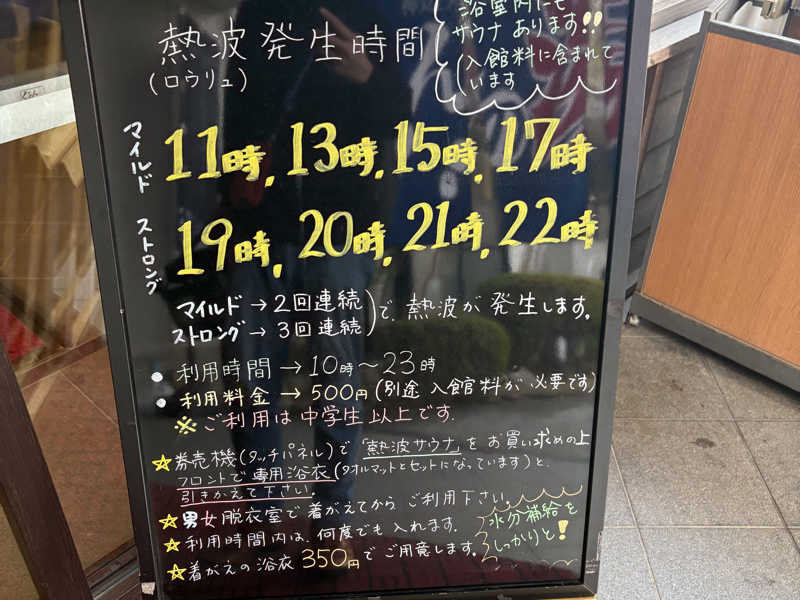 浴室内にも
サウナ あります!!
(入館料に含まれて
います
熱波発生時間
(ロウリュ)
マイルド
11時, 13時, 15時, 17時
ストロング
19時, 20時, 21時, 22時
マイルド → 2回連続
ストロング → 3回連続
で、熱波が発生します。
● 利用時間 → 10時〜23時
● 利用料金 → 500円 (別途 入館料が、必要です)
※ ご利用は中学生以上です.
☆ 券売機(タッチパネル)で「熱波サウナ」を お買い求めの上
フロントで専用浴衣(タオルマットとセットになっています)と、
引きかえて下さい。
☆ 男女脱衣室で着がえてから ご利用下さい。
☆ 利用時間内は、何度でも入れます.
☆ 着がえの浴衣 350円で ご用意します.
水分補給を
しっかりと!